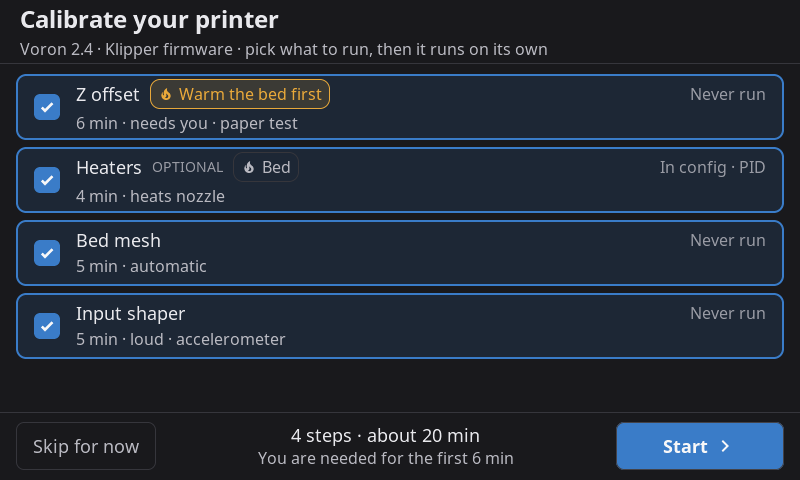 Calibrate your printer
Voron 2.4 · Klipper firmware · pick what to run, then it runs on its own
Z offset Warm the bed first Never run
6 min · needs you · paper test
Heaters OPTIONAL Bed In config · PID
4 min · heats nozzle
Bed mesh Never run
5 min · automatic
Input shaper Never run
5 min · loud · accelerometer
Skip for now
4 steps · about 20 min
You are needed for the first 6 min
Start